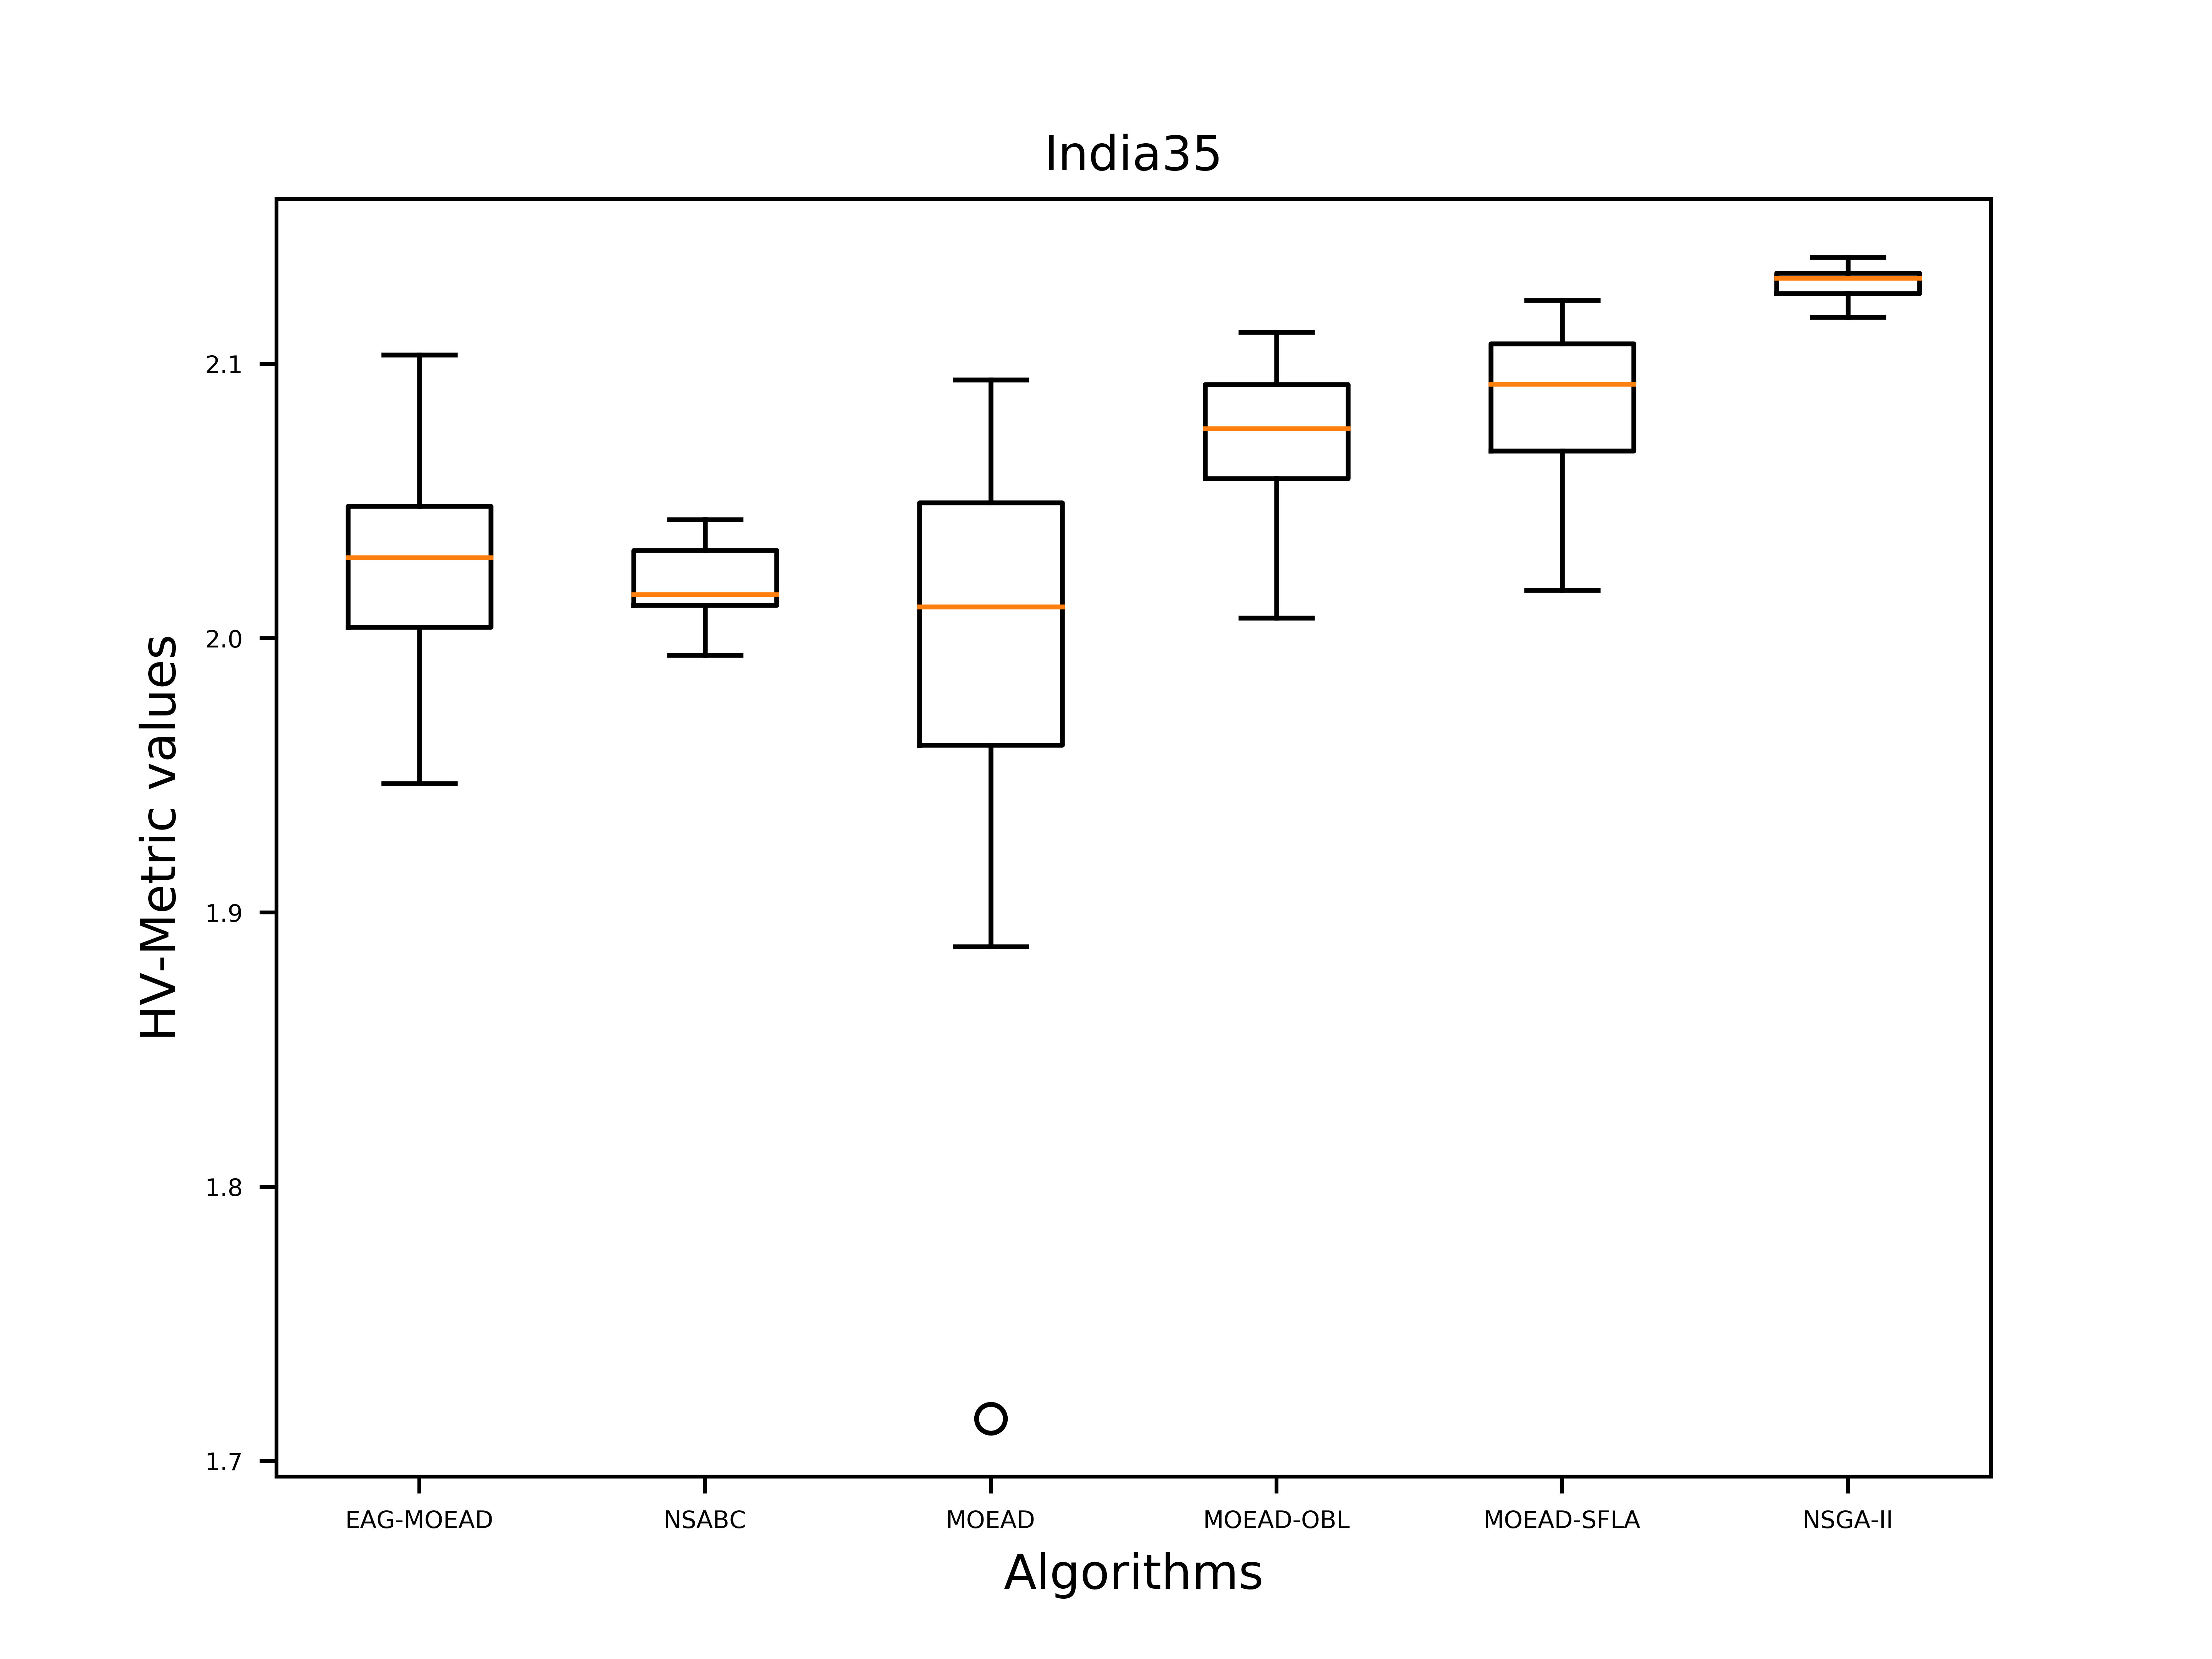 India35
HV-Metric values
2.1
2.0
1.9
1.8
1.7
EAG-MOEAD NSABC MOEAD MOEAD-OBL MOEAD-SFLA NSGA-II
Algorithms